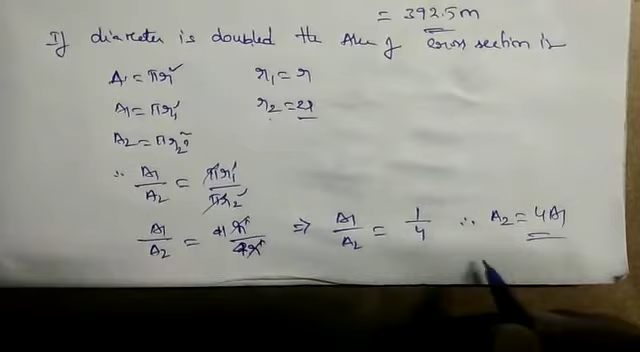 = 392.5m
If diameter is doubled the Area of cross section is
A = πr²
r₁ = r
A₁ = πr₁²
r₂ = 2r
A₂ = πr₂²
∴ A₁/A₂ = πr₁²/πr₂²
A₁/A₂ = r²/4r² ⇒ A₁/A₂ = 1/4 ∴ A₂ = 4A₁